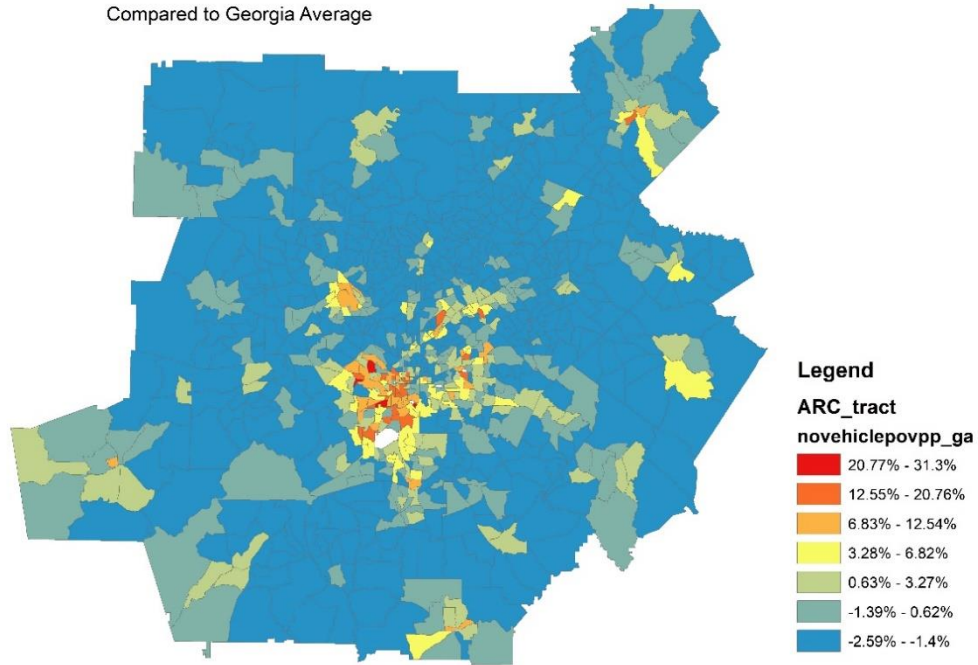 Compared to Georgia Average
Legend
ARC_tract
novehiclepovpp_ga
20.77% - 31.3%
12.55% - 20.76%
6.83% - 12.54%
3.28% - 6.82%
0.63% - 3.27%
-1.39% - 0.62%
-2.59% - -1.4%